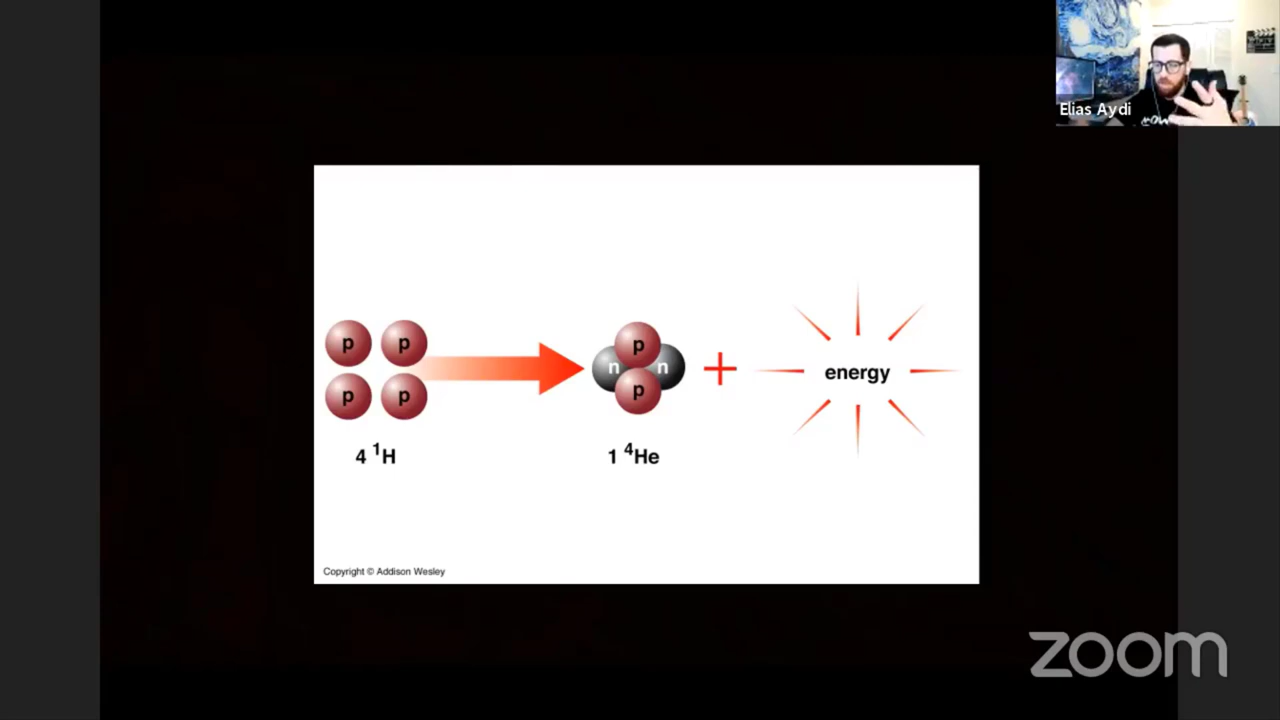 Elias Aydi
p p
n p n
energy
p p
p
4 ¹H
1 ⁴He
+
Copyright © Addison Wesley
zoom